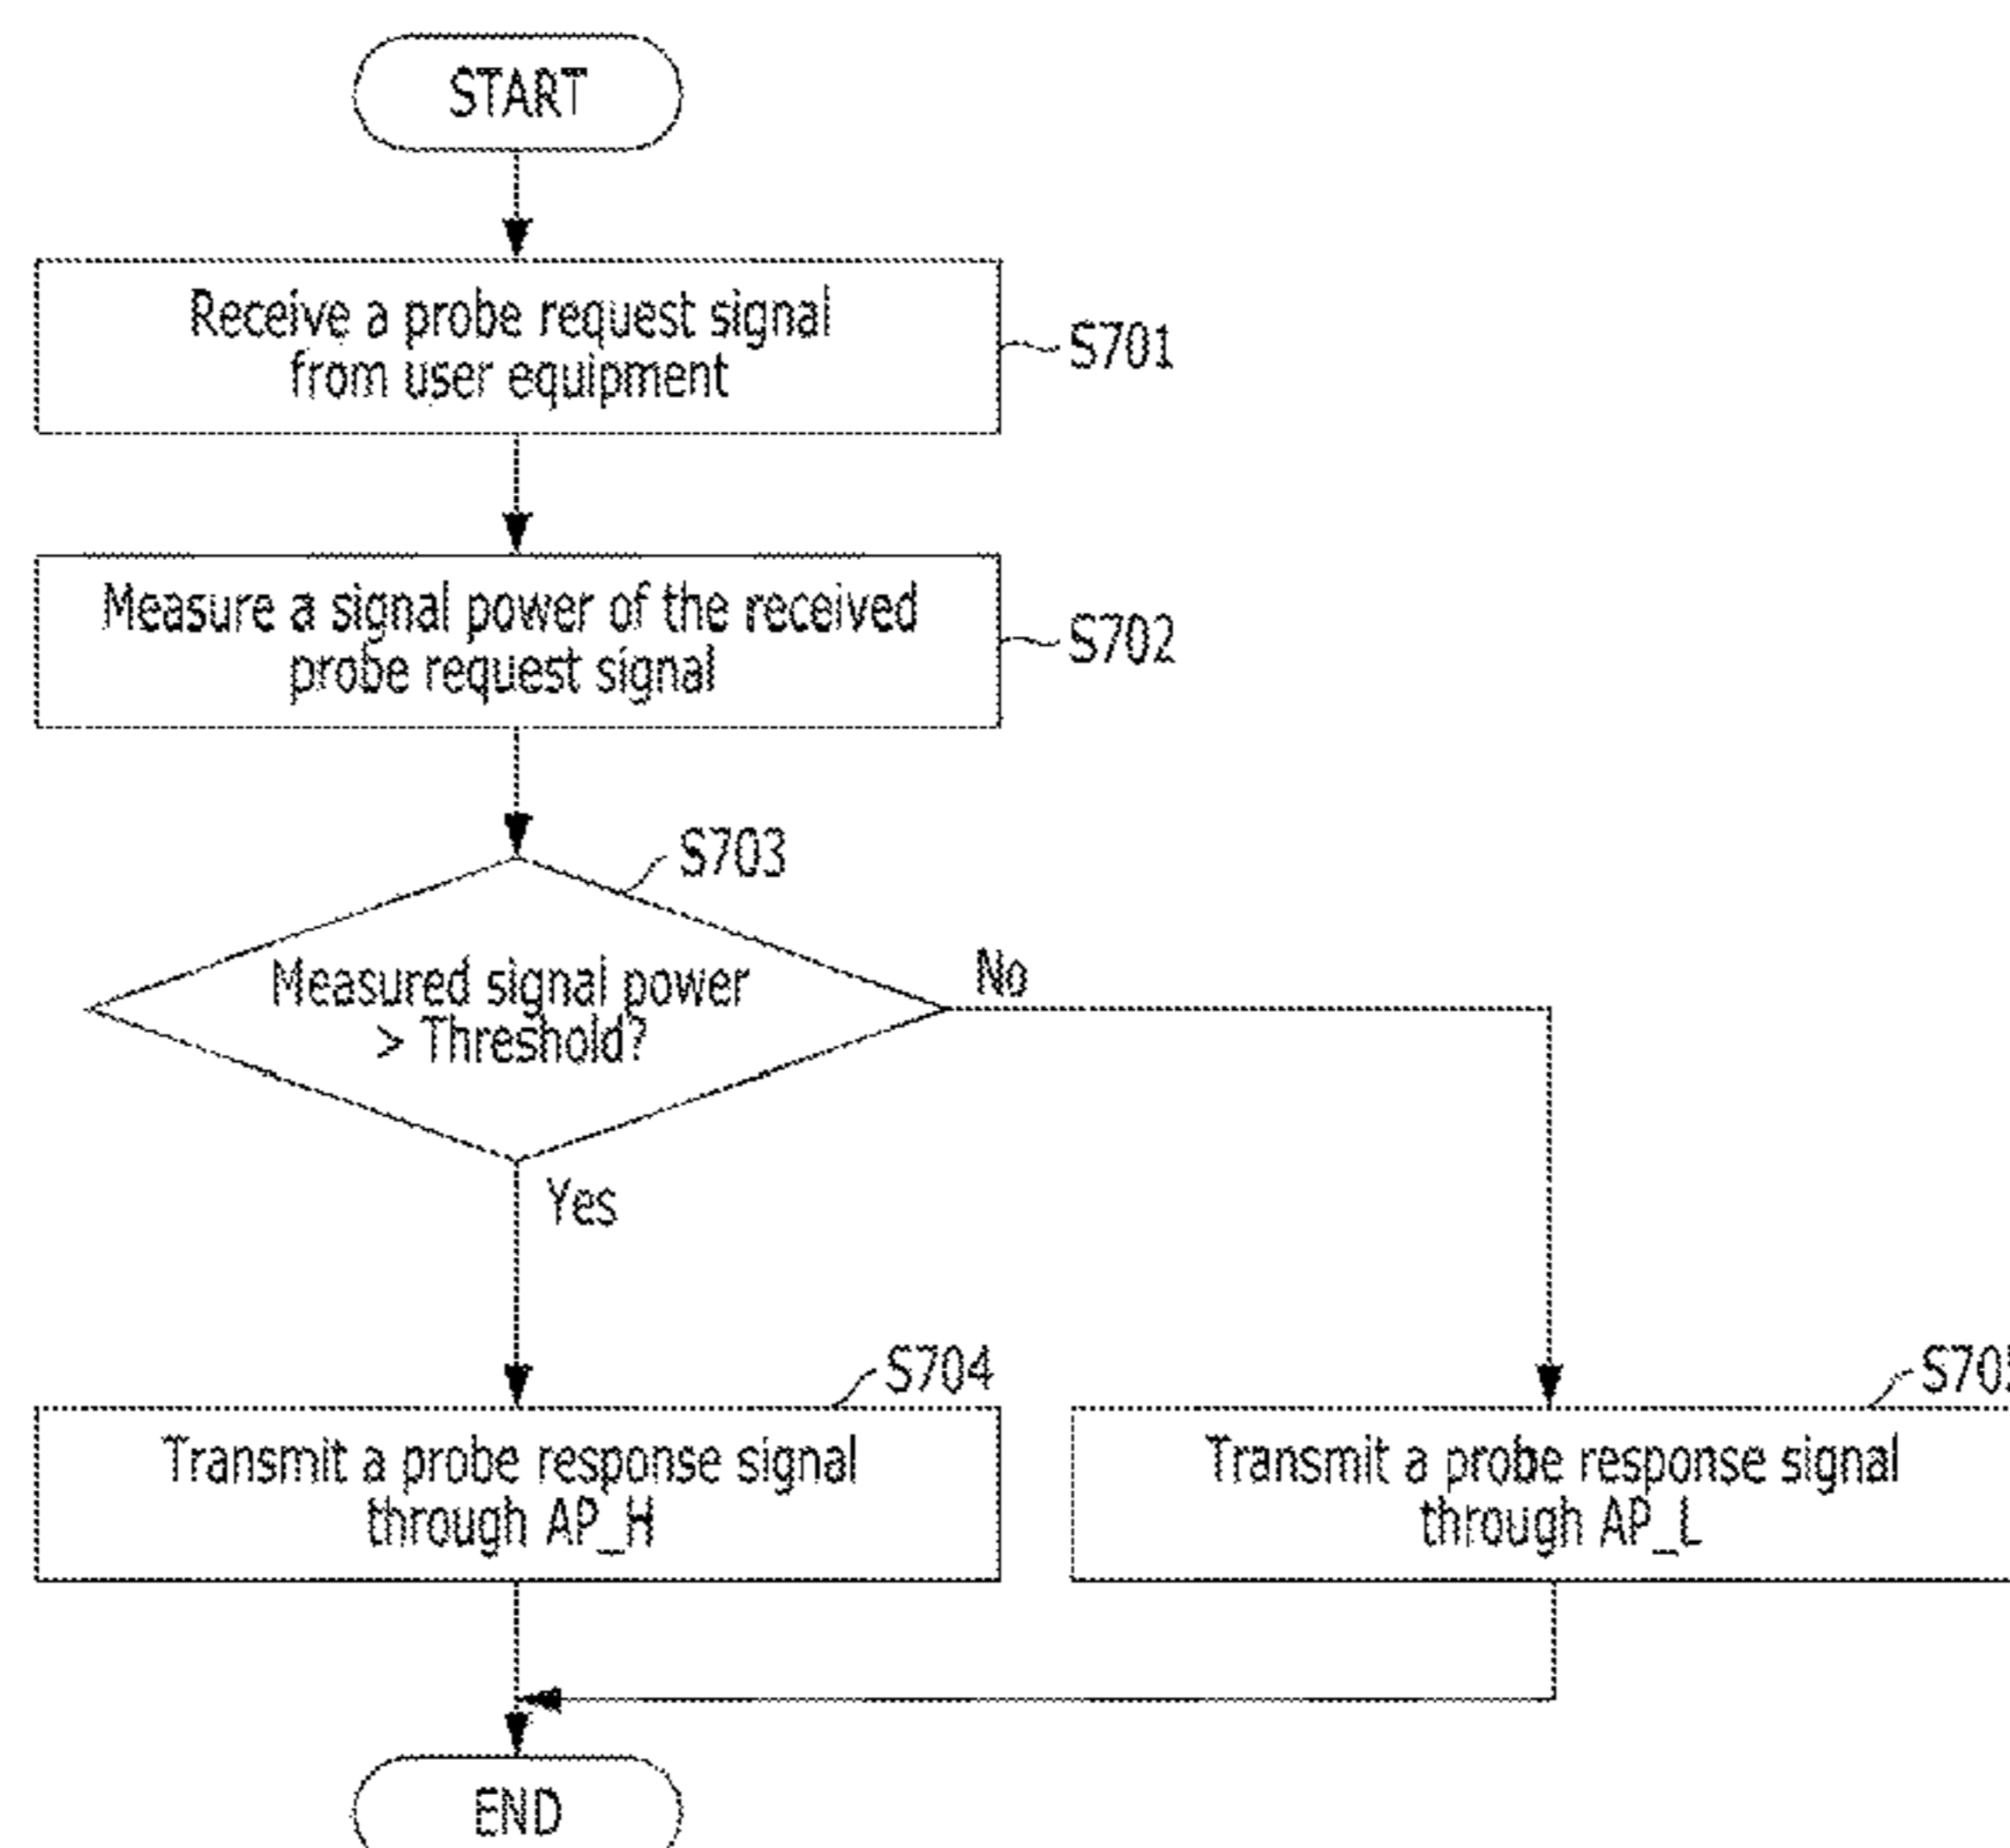 START
Receive a probe request signal
from user equipment
S701
Measure a signal power of the received
probe request signal
S702
S703
Measured signal power
> Threshold?
No
Yes
S704
Transmit a probe response signal
through AP_H
Transmit a probe response signal
through AP_L
END